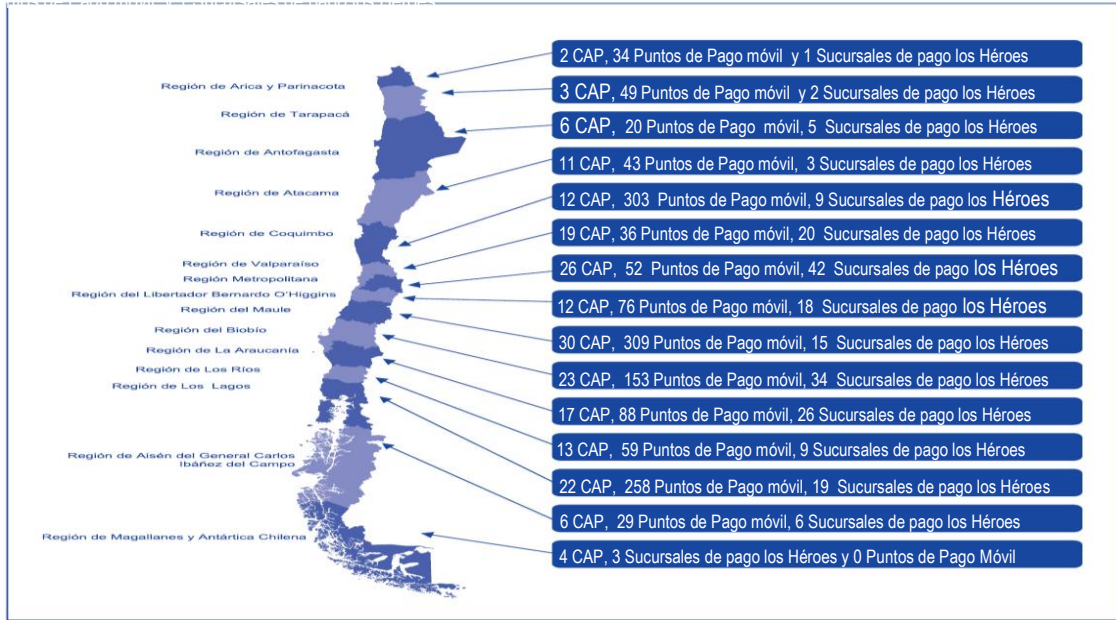 2 CAP, 34 Puntos de Pago móvil y 1 Sucursales de pago los Héroes
Región de Arica y Parinacota
3 CAP, 49 Puntos de Pago móvil y 2 Sucursales de pago los Héroes
Región de Tarapacá
6 CAP, 20 Puntos de Pago móvil, 5 Sucursales de pago los Héroes
Región de Antofagasta
11 CAP, 43 Puntos de Pago móvil, 3 Sucursales de pago los Héroes
Región de Atacama
12 CAP, 303 Puntos de Pago móvil, 9 Sucursales de pago los Héroes
Región de Coquimbo
19 CAP, 36 Puntos de Pago móvil, 20 Sucursales de pago los Héroes
Región de Valparaíso
26 CAP, 52 Puntos de Pago móvil, 42 Sucursales de pago los Héroes
Región Metropolitana
Región del Libertador Bernardo O'Higgins
12 CAP, 76 Puntos de Pago móvil, 18 Sucursales de pago los Héroes
Región del Maule
Región del Biobío
30 CAP, 309 Puntos de Pago móvil, 15 Sucursales de pago los Héroes
Región de La Araucanía
Región de Los Ríos
23 CAP, 153 Puntos de Pago móvil, 34 Sucursales de pago los Héroes
Región de Los Lagos
17 CAP, 88 Puntos de Pago móvil, 26 Sucursales de pago los Héroes
13 CAP, 59 Puntos de Pago móvil, 9 Sucursales de pago los Héroes
Región de Aisén del General Carlos
Ibáñez del Campo
22 CAP, 258 Puntos de Pago móvil, 19 Sucursales de pago los Héroes
6 CAP, 29 Puntos de Pago móvil, 6 Sucursales de pago los Héroes
Región de Magallanes y Antártica Chilena
4 CAP, 3 Sucursales de pago los Héroes y 0 Puntos de Pago Móvil